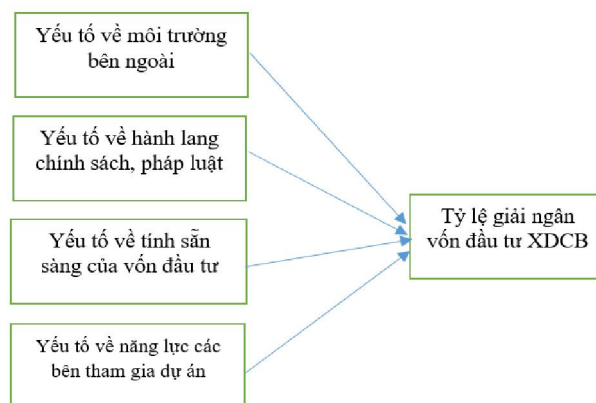 Yếu tố về môi trường
bên ngoài
Yếu tố về hành lang
chính sách, pháp luật
Yếu tố về tính sẵn
sàng của vốn đầu tư
Yếu tố về năng lực các
bên tham gia dự án
Tỷ lệ giải ngân
vốn đầu tư XDCB